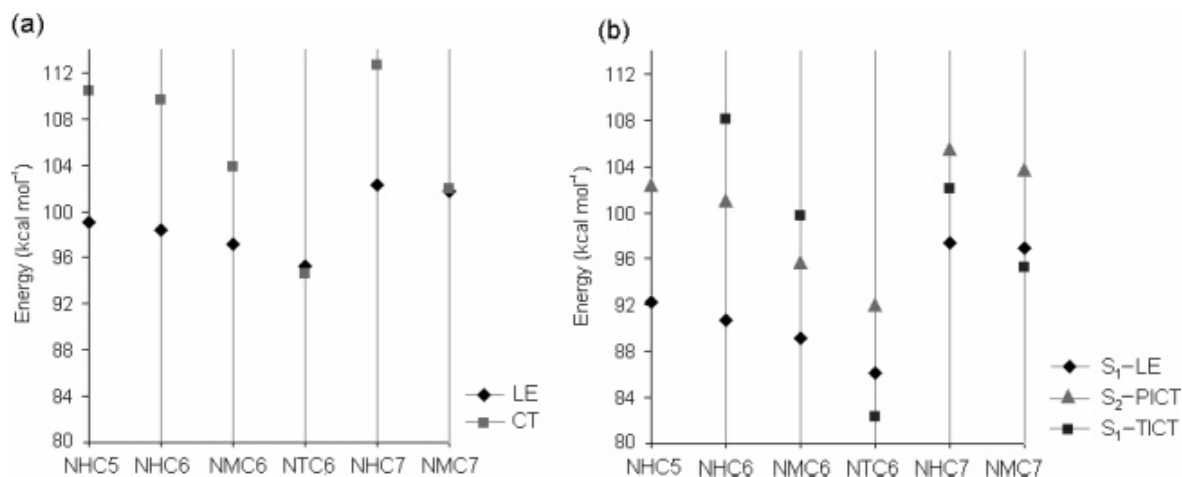 (a)
Energy (kcal mol⁻¹)
112
108
104
100
96
92
88
84
80
NHC5 NHC6 NMC6 NTC6 NHC7 NMC7
LE
CT
(b)
Energy (kcal mol⁻¹)
112
108
104
100
96
92
88
84
80
NHC5 NHC6 NMC6 NTC6 NHC7 NMC7
S₁–LE
S₂–PICT
S₁–TICT